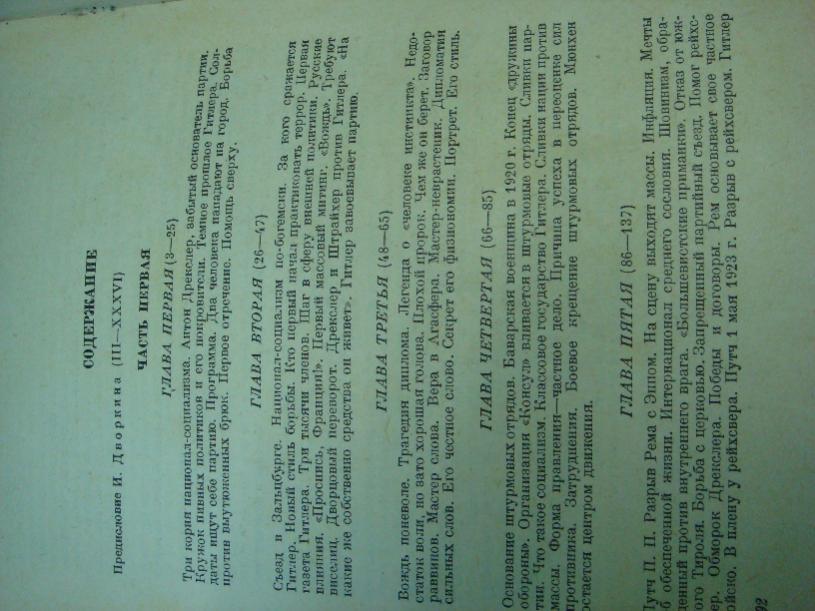 СОДЕРЖАНИЕ
Предисловие И. Дворкина (III—XXXVI)
ЧАСТЬ ПЕРВАЯ
ГЛАВА ПЕРВАЯ (3—25)
Три корня национал-социализма. Антон Дрекслер, забытый основатель партии.
Кружок пивных политиков и его покровители. Темное прошлое Гитлера. Сол-
даты ищут себе партию. Программа. Два человека нападают на город. Борьба
против выутюженных брюк. Первое отречение. Помощь сверху.
ГЛАВА ВТОРАЯ (26—47)
Съезд в Зальцбурге. Национал-социализм по-богемски. За кого сражается
Гитлер. Новый стиль борьбы. Кто первый начал практиковать террор. Первая
газета Гитлера. Три тысячи членов. Шаг в сферу внешней политики. Русские
влияния. «Проснись, Франция!». Первый массовый митинг. «Вождь». Требуют
виселиц. Дворцовый переворот. Дрекслер и Штрайхер против Гитлера. «На
какие же собственно средства он живет». Гитлер завоевывает партию.
ГЛАВА ТРЕТЬЯ (48—65)
Вождь поневоле. Трагедия диплома. Легенда о «человеке инстинкта». Недо-
статок воли, но зато хорошая голова. Плохой пророк. Чем же он берет. Заговор
раввинов. Мастер слова. Вера в Агасфера. Мастер-неврастеник. Дипломатия
сильных слов. Его честное слово. Секрет его физиономии. Портрет. Его стиль.
ГЛАВА ЧЕТВЕРТАЯ (66—85)
Основание штурмовых отрядов. Баварская военщина в 1920 г. Конец «дружины
обороны». Организация «Консул» вливается в штурмовые отряды. Сливки пар-
тии. Что такое социализм. Классовое государство Гитлера. Сливки нации против
массы. Форма правления—частное дело. Причина успеха в переоценке сил
противника. Затруднения. Боевое крещение штурмовых отрядов. Мюнхен
остается центром движения.
ГЛАВА ПЯТАЯ (86—137)
Путч П. П. Разрыв Рема с Эппом. На сцену выходят массы. Инфляция. Мечты
об обеспеченной жизни. Интернационал среднего сословия. Шовинизм, обра-
щенный против внутреннего врага. «Большевистские приманки». Отказ от юж-
ного Тироля. Борьба с церковью. Запрещенный партийный съезд. Помог рейхс-
вер. Обморок Дрекслера. Победы и договоры. Рем основывает свое частное
войско. В плену у рейхсвера. Путч 1 мая 1923 г. Разрыв с рейхсвером. Гитлер